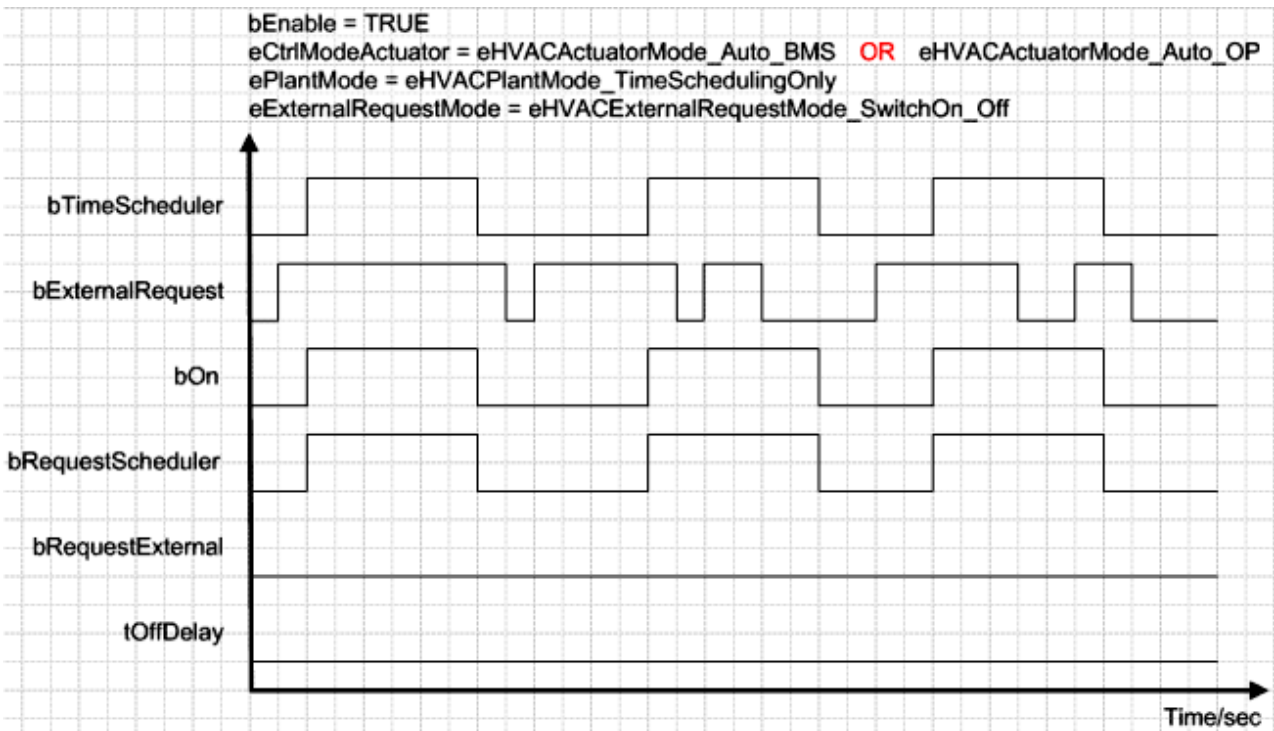 bEnable = TRUE
eCtrlModeActuator = eHVACActuatorMode_Auto_BMS OR eHVACActuatorMode_Auto_OP
ePlantMode = eHVACPlantMode_TimeSchedulingOnly
eExternalRequestMode = eHVACExternalRequestMode_SwitchOn_Off
bTimeScheduler
bExternalRequest
bOn
bRequestScheduler
bRequestExternal
tOffDelay
Time/sec